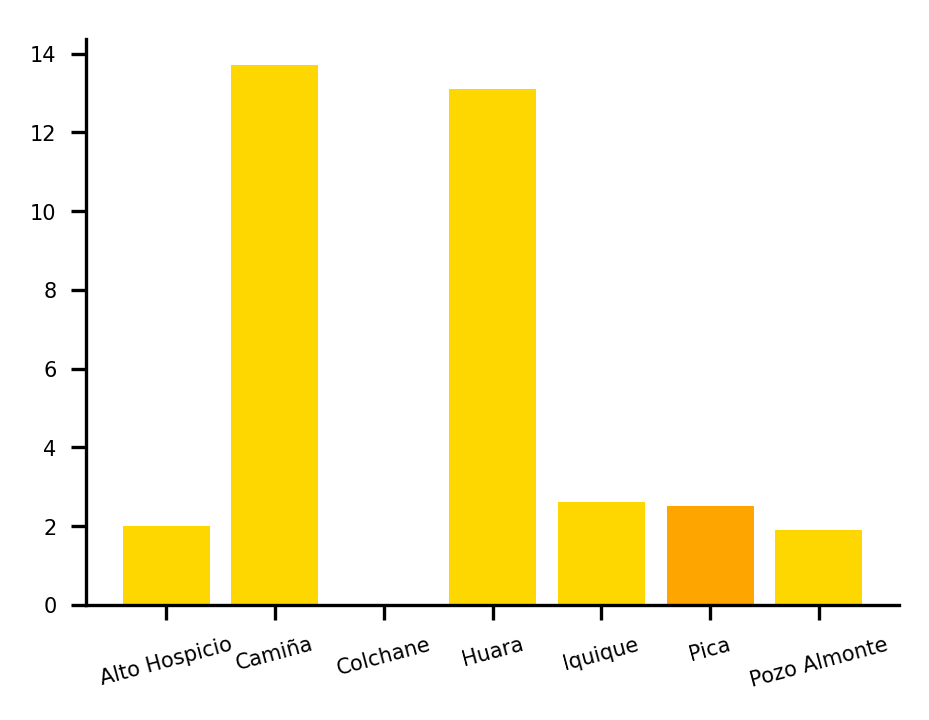 14
12
10
8
6
4
2
0
Alto Hospicio
Camiña
Colchane
Huara
Iquique
Pica
Pozo Almonte